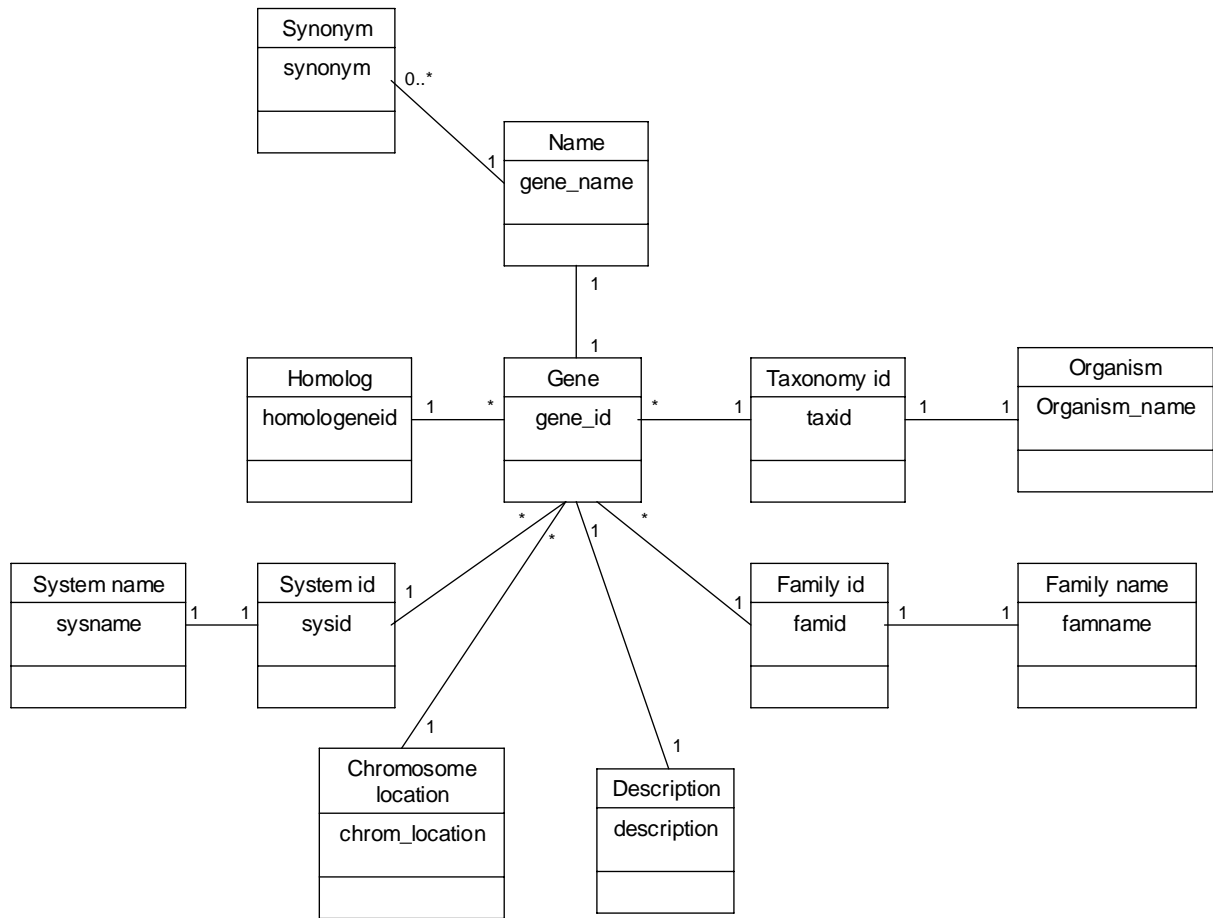 Synonym
synonym
0..*
1
Name
gene_name
1
1
Homolog
homologeneid
1
*
Gene
gene_id
*
1
Taxonomy id
taxid
1
1
Organism
Organism_name
*
*
1
*
System name
sysname
1
1
System id
sysid
1
1
Family id
famid
1
1
Family name
famname
1
1
Chromosome
location
chrom_location
Description
description